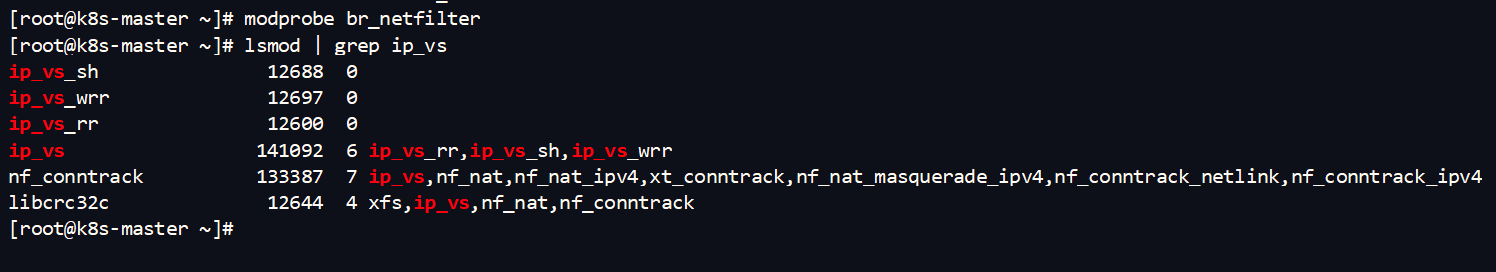 [root@k8s-master ~]# modprobe br_netfilter
[root@k8s-master ~]# lsmod | grep ip_vs
ip_vs_sh 12688 0
ip_vs_wrr 12697 0
ip_vs_rr 12600 0
ip_vs 141092 6 ip_vs_rr,ip_vs_sh,ip_vs_wrr
nf_conntrack 133387 7 ip_vs,nf_nat,nf_nat_ipv4,xt_conntrack,nf_nat_masquerade_ipv4,nf_conntrack_netlink,nf_conntrack_ipv4
libcrc32c 12644 4 xfs,ip_vs,nf_nat,nf_conntrack
[root@k8s-master ~]#